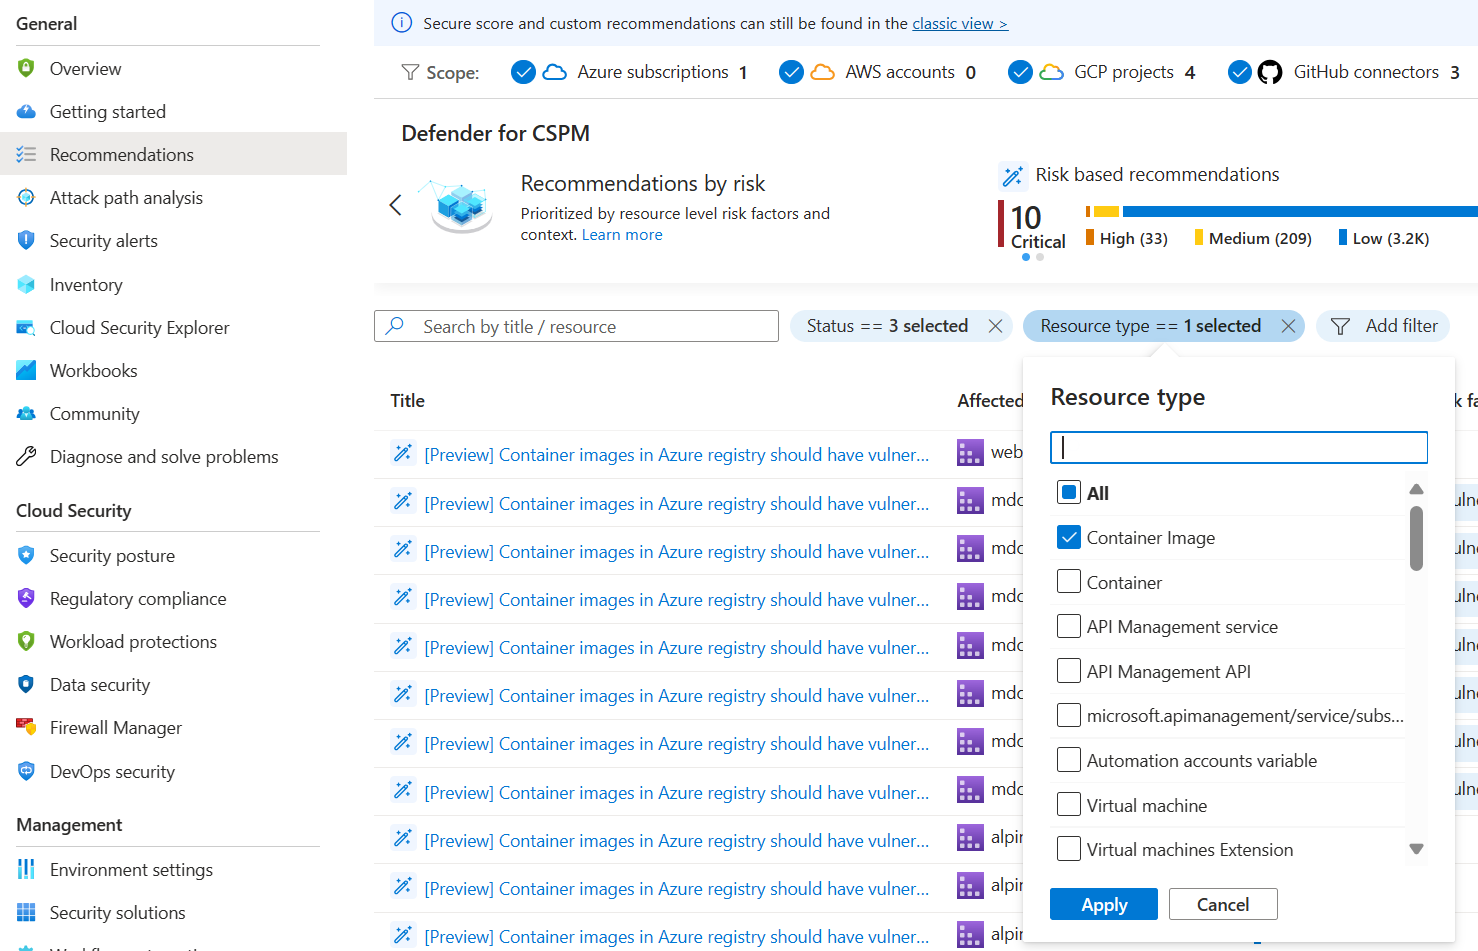 General
Overview
Getting started
Recommendations
Attack path analysis
Security alerts
Inventory
Cloud Security Explorer
Workbooks
Community
Diagnose and solve problems
Cloud Security
Security posture
Regulatory compliance
Workload protections
Data security
Firewall Manager
DevOps security
Management
Environment settings
Security solutions
Secure score and custom recommendations can still be found in the classic view >
Scope: Azure subscriptions 1 AWS accounts 0 GCP projects 4 GitHub connectors 3
Defender for CSPM
Recommendations by risk
Prioritized by resource level risk factors and
context. Learn more
Risk based recommendations
10
Critical
High (33) Medium (209) Low (3.2K)
Search by title / resource
Status == 3 selected
Resource type == 1 selected
Add filter
Title Affected
[Preview] Container images in Azure registry should have vulner... web
[Preview] Container images in Azure registry should have vulner... mdc
[Preview] Container images in Azure registry should have vulner... mdc
[Preview] Container images in Azure registry should have vulner... mdc
[Preview] Container images in Azure registry should have vulner... mdc
[Preview] Container images in Azure registry should have vulner... mdc
[Preview] Container images in Azure registry should have vulner... mdc
[Preview] Container images in Azure registry should have vulner... mdc
[Preview] Container images in Azure registry should have vulner... alpin
[Preview] Container images in Azure registry should have vulner... alpin
[Preview] Container images in Azure registry should have vulner... alpin
Resource type
All
Container Image
Container
API Management service
API Management API
microsoft.apimanagement/service/subs...
Automation accounts variable
Virtual machine
Virtual machines Extension
Apply Cancel